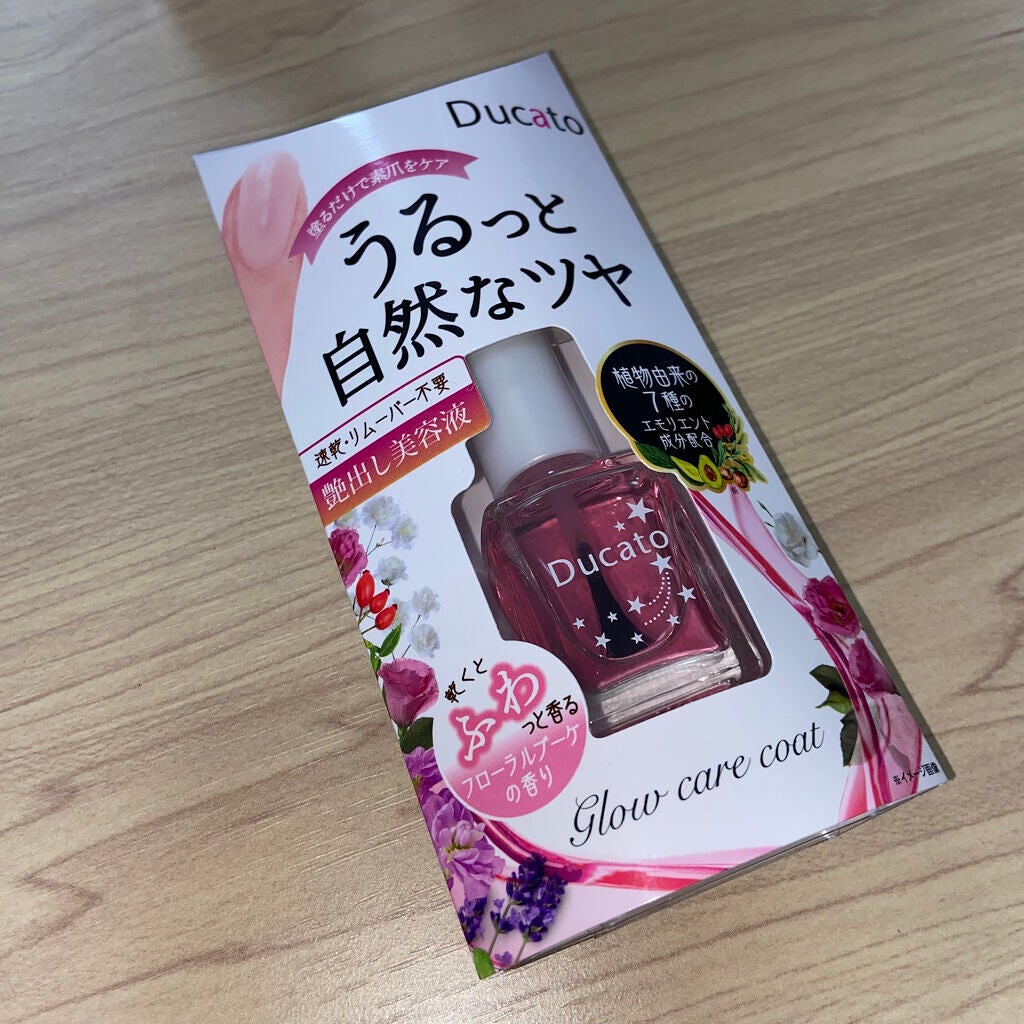 Ducato
塗るだけで素爪をケア
うるっと
自然なツヤ
速乾・リムーバー不要
艶出し美容液
植物由来の
7種の
エモリエント
成分配合
※
Ducato
乾くと
ふわ
っと香る
フローラルブーケ
の香り
Glow care coat
※イメージ画像